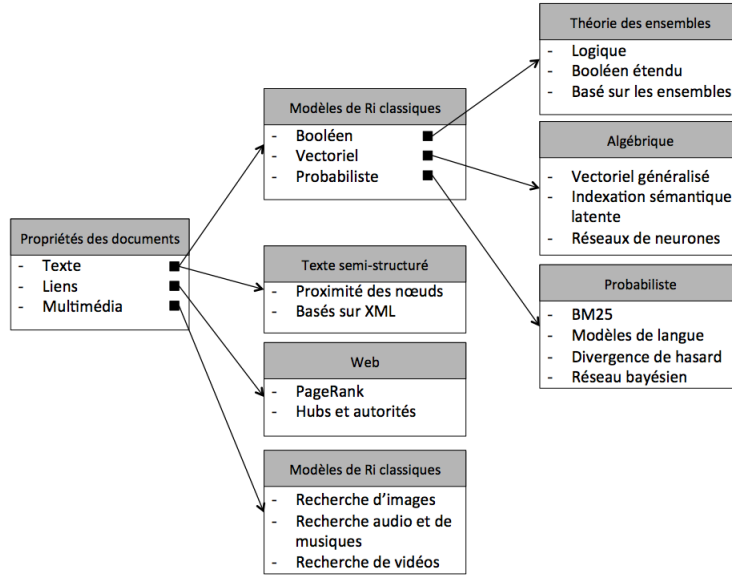 Propriétés des documents
- Texte
- Liens
- Multimédia
Modèles de Ri classiques
- Booléen
- Vectoriel
- Probabiliste
Texte semi-structuré
- Proximité des nœuds
- Basés sur XML
Web
- PageRank
- Hubs et autorités
Modèles de Ri classiques
- Recherche d'images
- Recherche audio et de
musiques
- Recherche de vidéos
Théorie des ensembles
- Logique
- Booléen étendu
- Basé sur les ensembles
Algébrique
- Vectoriel généralisé
- Indexation sémantique
latente
- Réseaux de neurones
Probabiliste
- BM25
- Modèles de langue
- Divergence de hasard
- Réseau bayésien